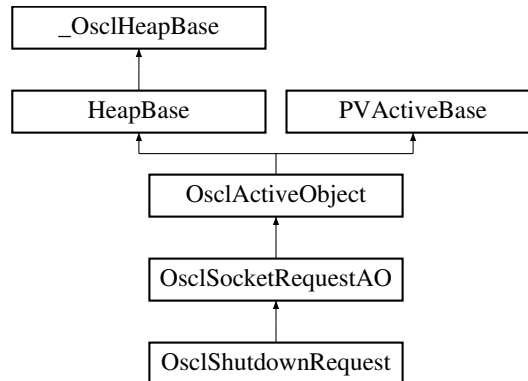 _OsclHeapBase
HeapBase PVActiveBase
OsclActiveObject
OsclSocketRequestAO
OsclShutdownRequest